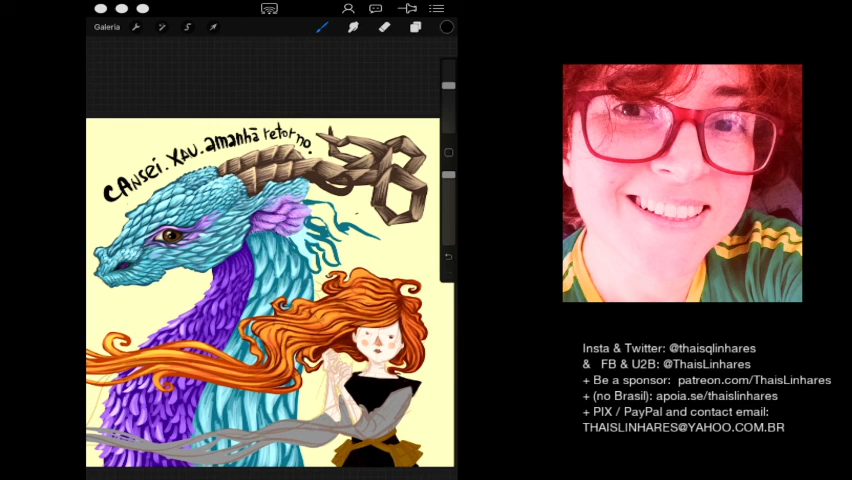 Galeria
CANSEI. XAU. amanhã retorno.
Insta & Twitter: @thaisqlinhares
& FB & U2B: @ThaisLinhares
+ Be a sponsor: patreon.com/ThaisLinhares
+ (no Brasil): apoia.se/thaislinhares
+ PIX / PayPal and contact email:
THAISLINHARES@YAHOO.COM.BR